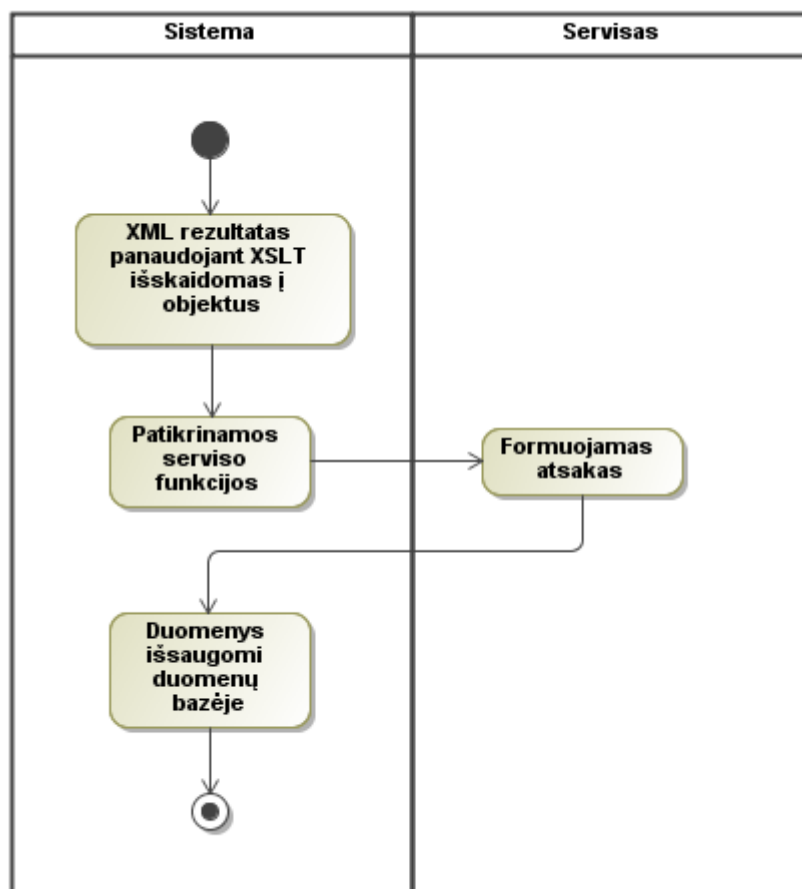 Sistema
Servisas
XML rezultatas
panaudojant XSLT
išskaidomas į
objektus
Patikrinamos
serviso
funkcijos
Formuojamas
atsakas
Duomenys
išsaugomi
duomenų
bazėje